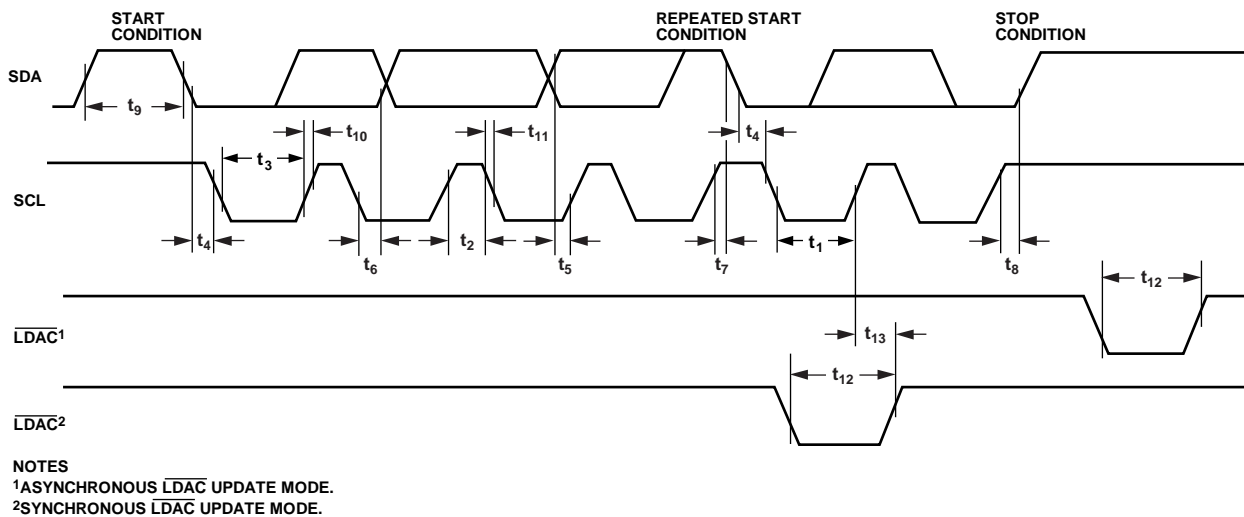 START
CONDITION
REPEATED START
CONDITION
STOP
CONDITION
SDA
t9
t10
t11
t4
t3
SCL
t4
t6
t2
t5
t7
t1
t8
t12
LDAC1
t13
t12
LDAC2
NOTES
1ASYNCHRONOUS LDAC UPDATE MODE.
2SYNCHRONOUS LDAC UPDATE MODE.